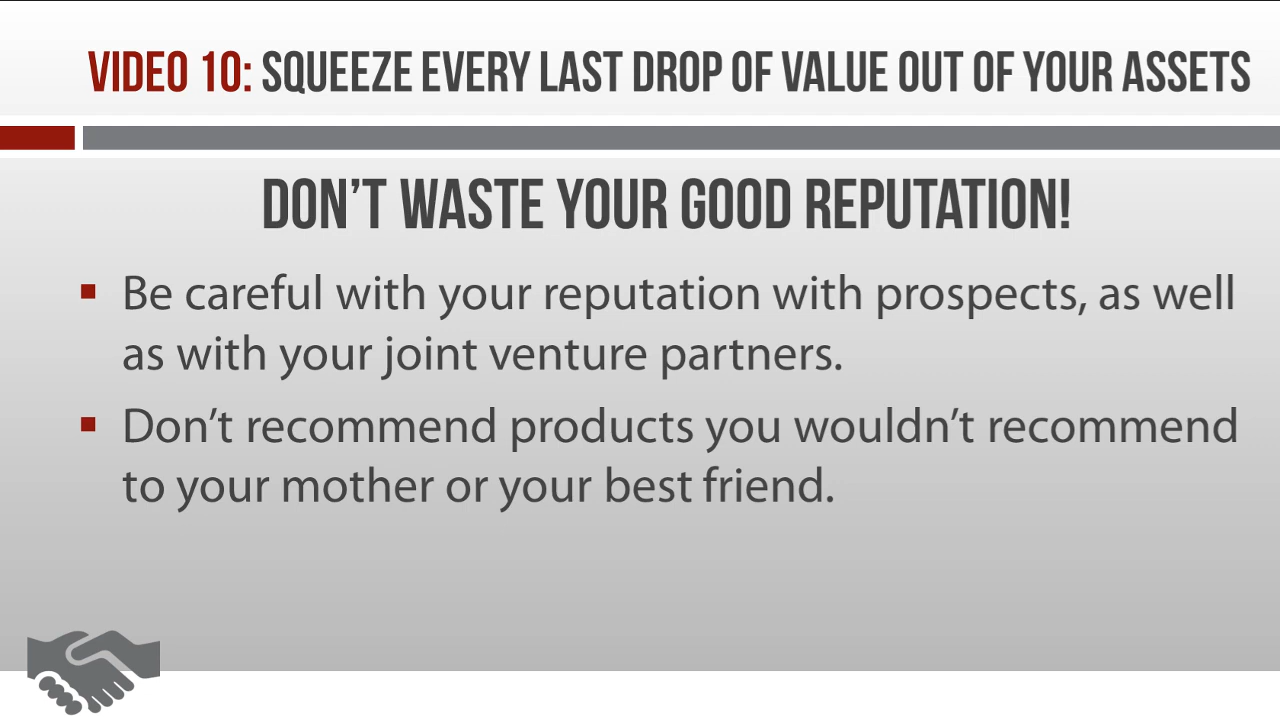 VIDEO 10: SQUEEZE EVERY LAST DROP OF VALUE OUT OF YOUR ASSETS
DON'T WASTE YOUR GOOD REPUTATION!
Be careful with your reputation with prospects, as well
as with your joint venture partners.
Don't recommend products you wouldn't recommend
to your mother or your best friend.